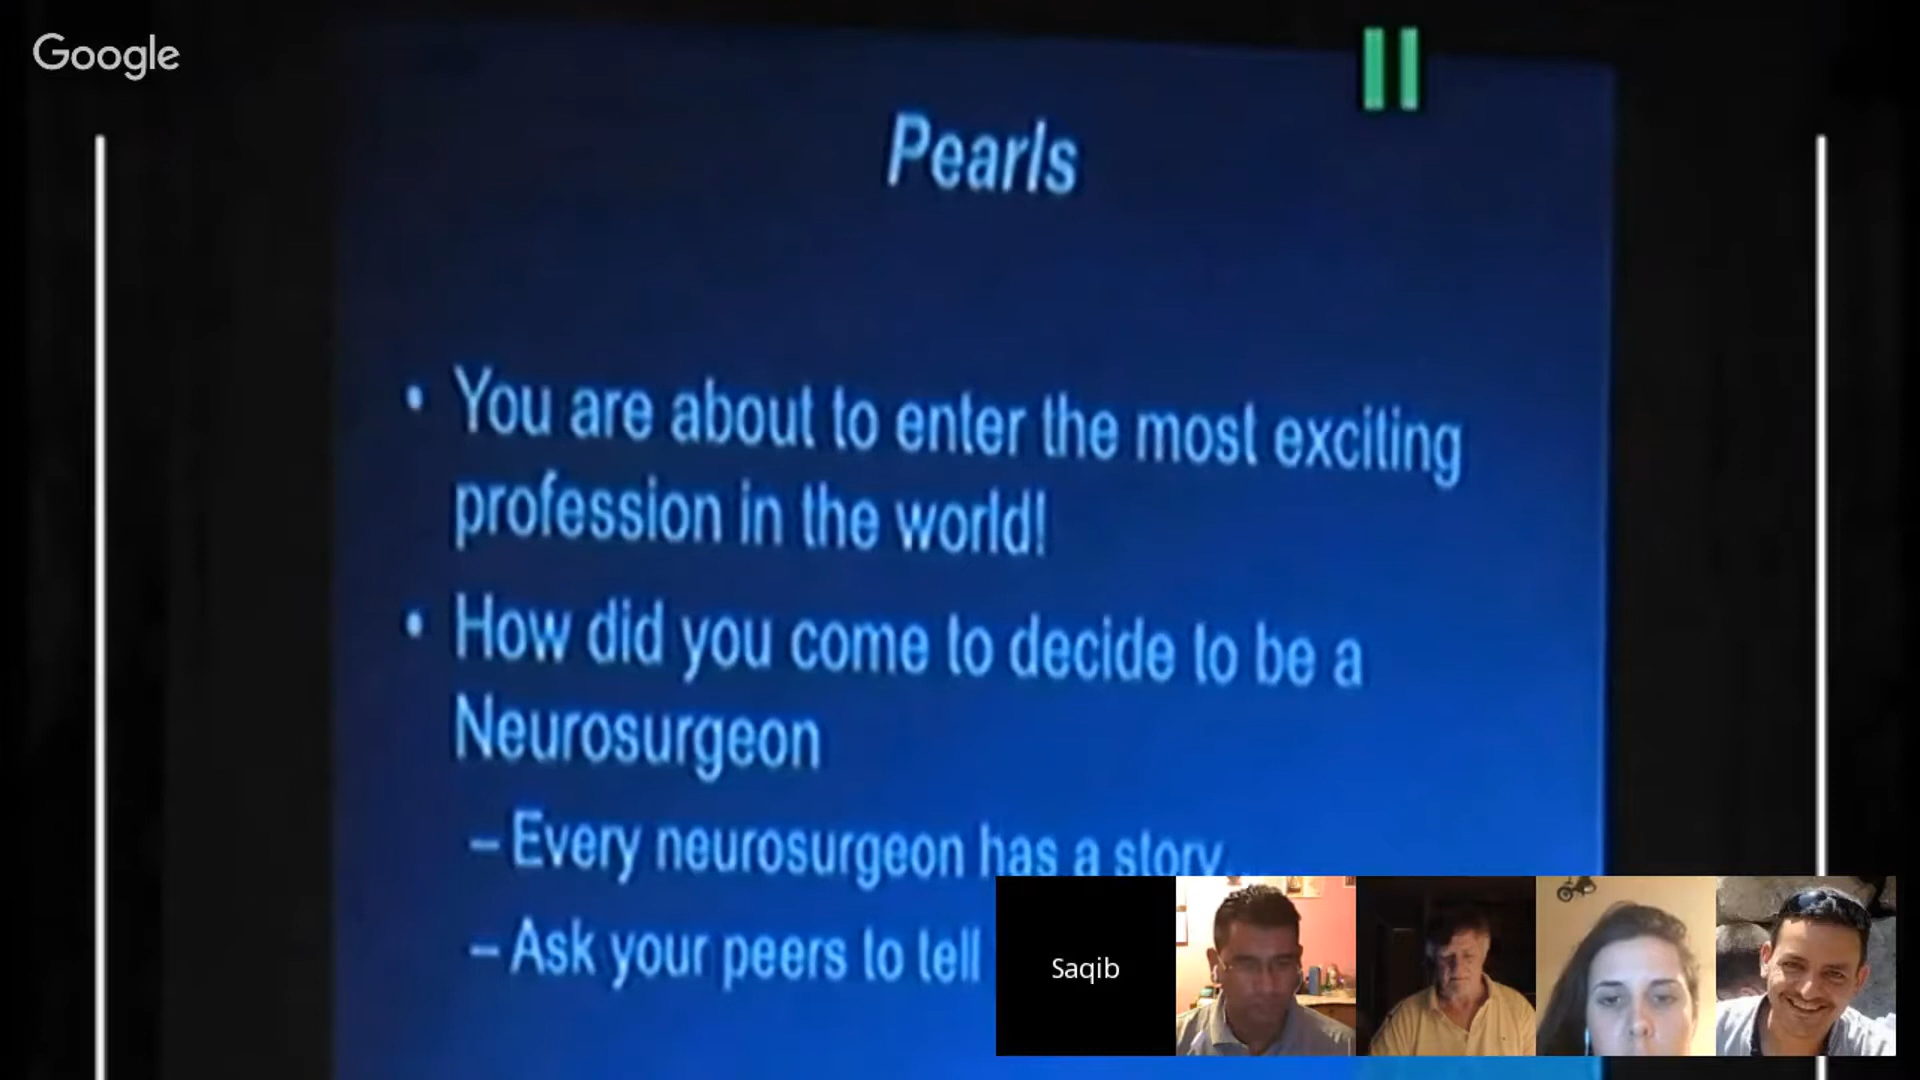 Google
Pearls
• You are about to enter the most exciting
profession in the world!
• How did you come to decide to be a
Neurosurgeon
– Every neurosurgeon has a story..
– Ask your peers to tell
Saqib